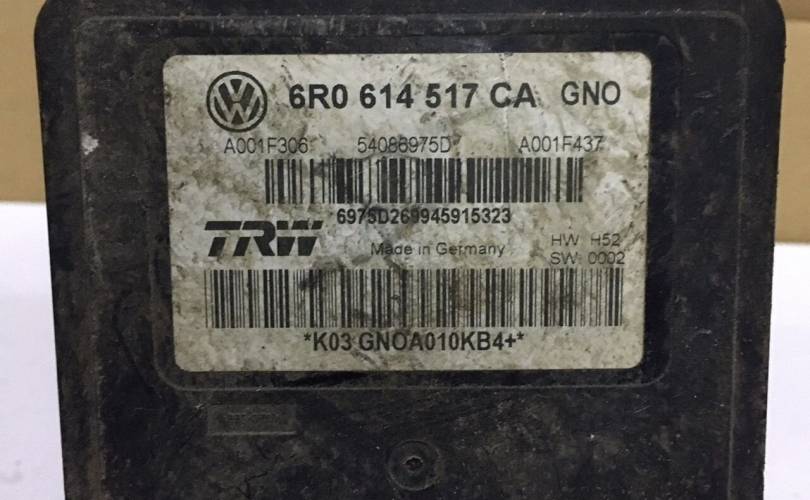 6R0 614 517 CA GNO
A001F306 54086975D A001F437
6975D269945915323
TRW Made in Germany HW H52
SW 0002
*K03 GNOA010KB4+*